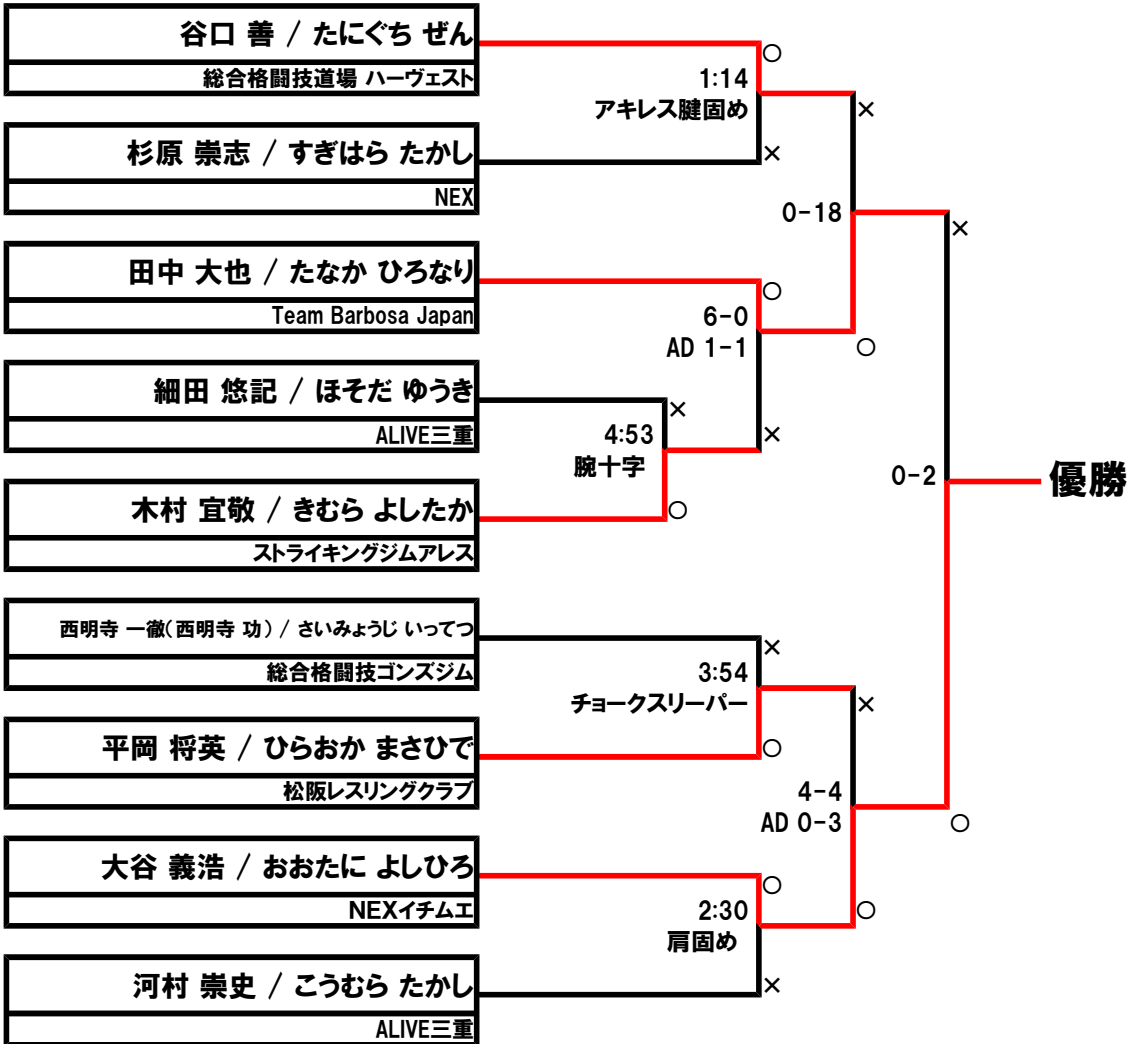 谷口 善 / たにぐち ぜん
総合格闘技道場 ハーヴェスト
杉原 崇志 / すぎはら たかし
NEX
田中 大也 / たなか ひろなり
Team Barbosa Japan
細田 悠記 / ほそだ ゆうき
ALIVE三重
木村 宜敬 / きむら よしたか
ストライキングジムアレス
西明寺 一徹(西明寺 功) / さいみょうじ いってつ
総合格闘技ゴンズジム
平岡 将英 / ひらおか まさひで
松阪レスリングクラブ
大谷 義浩 / おおたに よしひろ
NEXイチムエ
河村 崇史 / こうむら たかし
ALIVE三重
○
1:14
アキレス腱固め
×
○
6-0
AD 1-1
×
×
4:53
腕十字
○
×
3:54
チョークスリーパー
○
○
2:30
肩固め
×
×
0-18
○
×
4-4
AD 0-3
○
×
0-2
○
優勝